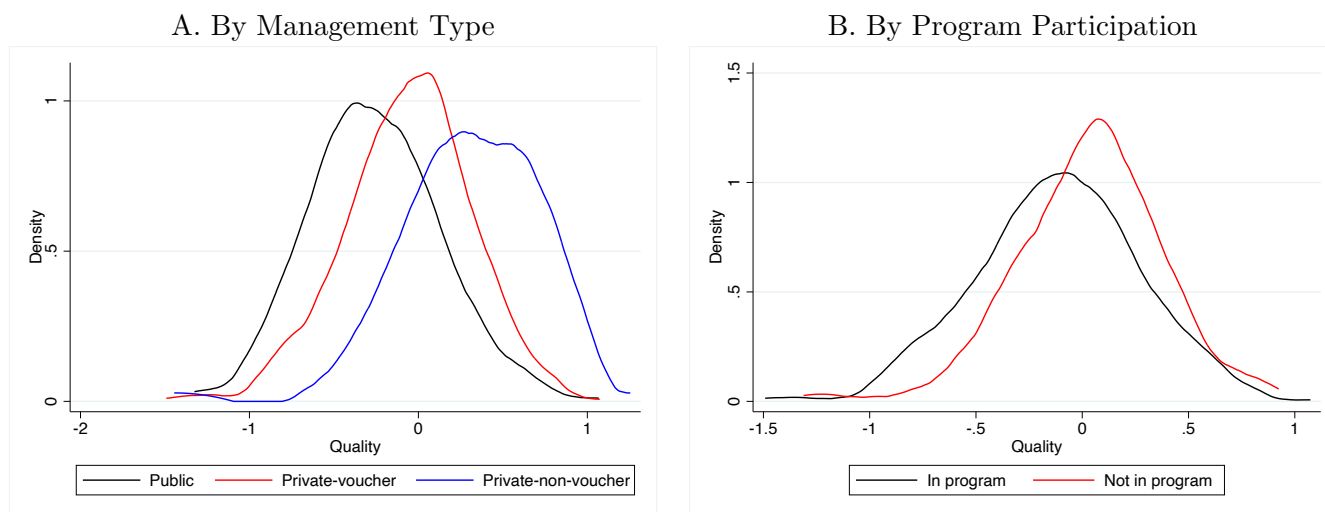 A. By Management Type
1
.5
0
Density
-2
-1
0
1
Quality
Public
Private-voucher
Private-non-voucher
B. By Program Participation
1.5
1
.5
0
Density
-1.5
-1
-.5
0
.5
1
Quality
In program
Not in program